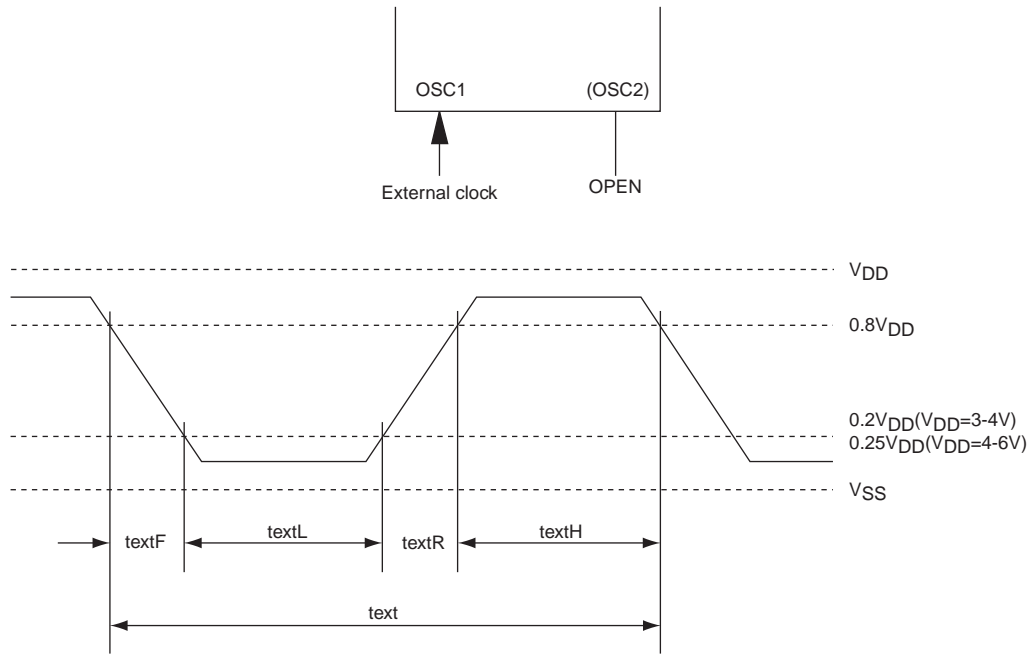 OSC1 (OSC2)
External clock OPEN
VDD
0.8VDD
0.2VDD(VDD=3-4V)
0.25VDD(VDD=4-6V)
VSS
textF textL textR textH
text